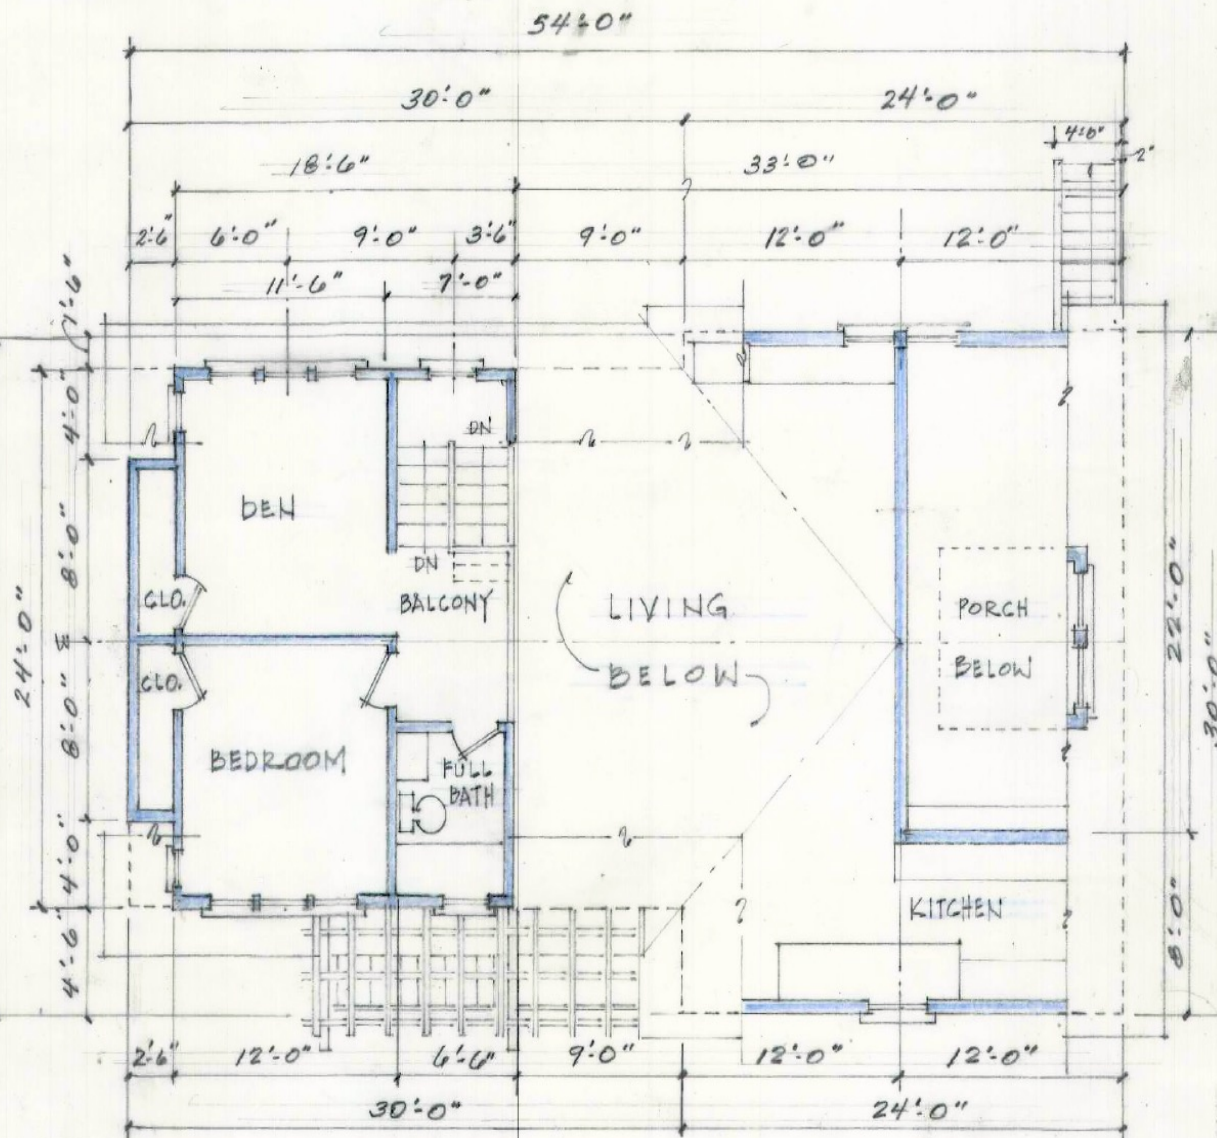 54'-0"
30'-0" 24'-0"
4'-0"
2"
18'-6" 33'-0"
2'-6" 6'-0" 9'-0" 3'-6" 9'-0" 12'-0" 12'-0"
11'-6" 7'-0"
1'-6"
4'-0"
8'-0"
24'-0"
8'-0"
4'-0"
4'-6"
DN
DEN
DN
CLO.
BALCONY
LIVING
BELOW
PORCH
BELOW
CLO.
BEDROOM
FULL
BATH
KITCHEN
22'-0"
30'-0"
8'-0"
2'-6" 12'-0" 6'-6" 9'-0" 12'-0" 12'-0"
30'-0" 24'-0"